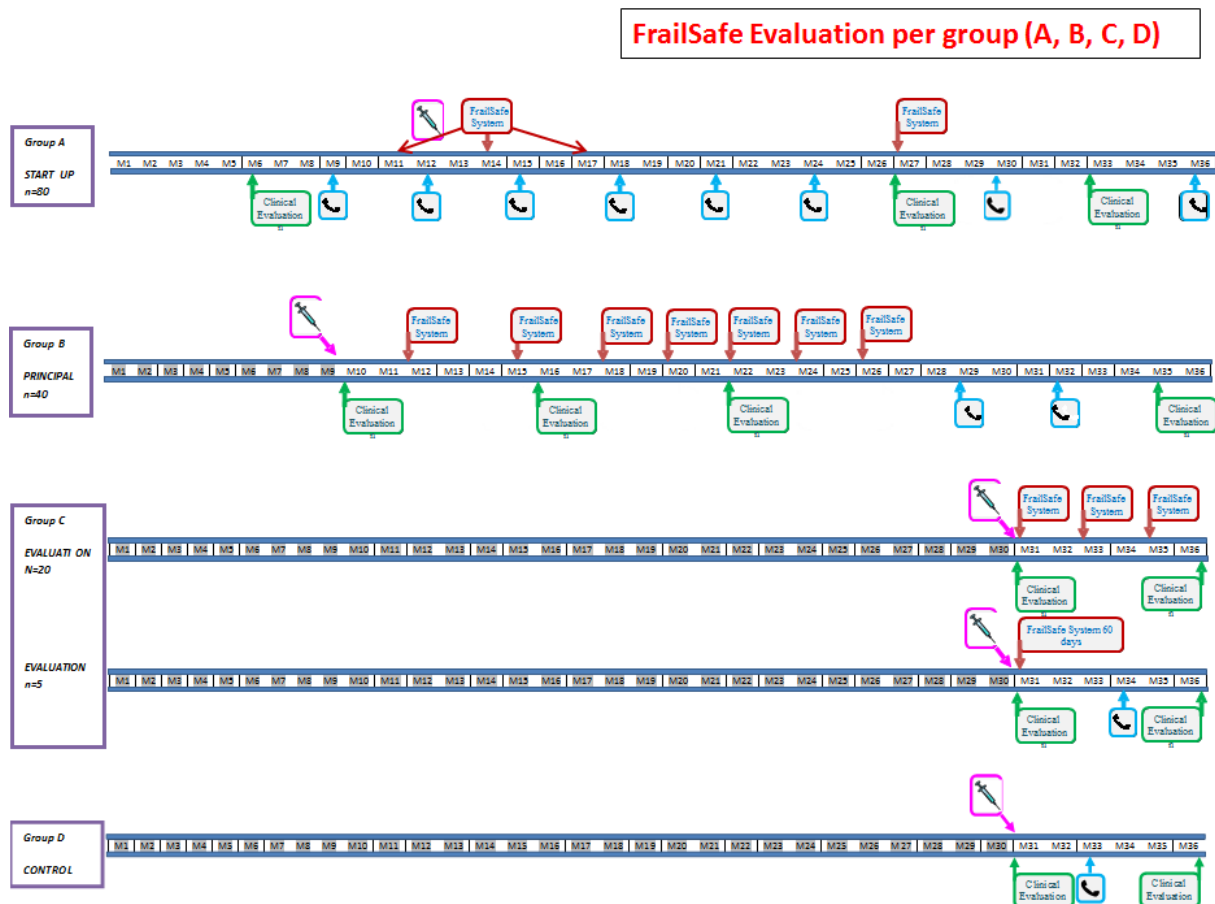 FrailSafe Evaluation per group (A, B, C, D)
Group A
START UP
n=80
FrailSafe
System
FrailSafe
System
M1 M2 M3 M4 M5 M6 M7 M8 M9 M10 M11 M12 M13 M14 M15 M16 M17 M18 M19 M20 M21 M22 M23 M24 M25 M26 M27 M28 M29 M30 M31 M32 M33 M34 M35 M36
Clinical
Evaluation
Clinical
Evaluation
Clinical
Evaluation
Group B
PRINCIPAL
n=40
FrailSafe
System
FrailSafe
System
FrailSafe
System
FrailSafe
System
FrailSafe
System
FrailSafe
System
FrailSafe
System
M1 M2 M3 M4 M5 M6 M7 M8 M9 M10 M11 M12 M13 M14 M15 M16 M17 M18 M19 M20 M21 M22 M23 M24 M25 M26 M27 M28 M29 M30 M31 M32 M33 M34 M35 M36
Clinical
Evaluation
Clinical
Evaluation
Clinical
Evaluation
Clinical
Evaluation
Group C
EVALUATI ON
N=20
FrailSafe
System
FrailSafe
System
FrailSafe
System
M1 M2 M3 M4 M5 M6 M7 M8 M9 M10 M11 M12 M13 M14 M15 M16 M17 M18 M19 M20 M21 M22 M23 M24 M25 M26 M27 M28 M29 M30 M31 M32 M33 M34 M35 M36
Clinical
Evaluation
Clinical
Evaluation
EVALUATION
n=5
FrailSafe System 60
days
M1 M2 M3 M4 M5 M6 M7 M8 M9 M10 M11 M12 M13 M14 M15 M16 M17 M18 M19 M20 M21 M22 M23 M24 M25 M26 M27 M28 M29 M30 M31 M32 M33 M34 M35 M36
Clinical
Evaluation
Clinical
Evaluation
Group D
CONTROL
M1 M2 M3 M4 M5 M6 M7 M8 M9 M10 M11 M12 M13 M14 M15 M16 M17 M18 M19 M20 M21 M22 M23 M24 M25 M26 M27 M28 M29 M30 M31 M32 M33 M34 M35 M36
Clinical
Evaluation
Clinical
Evaluation